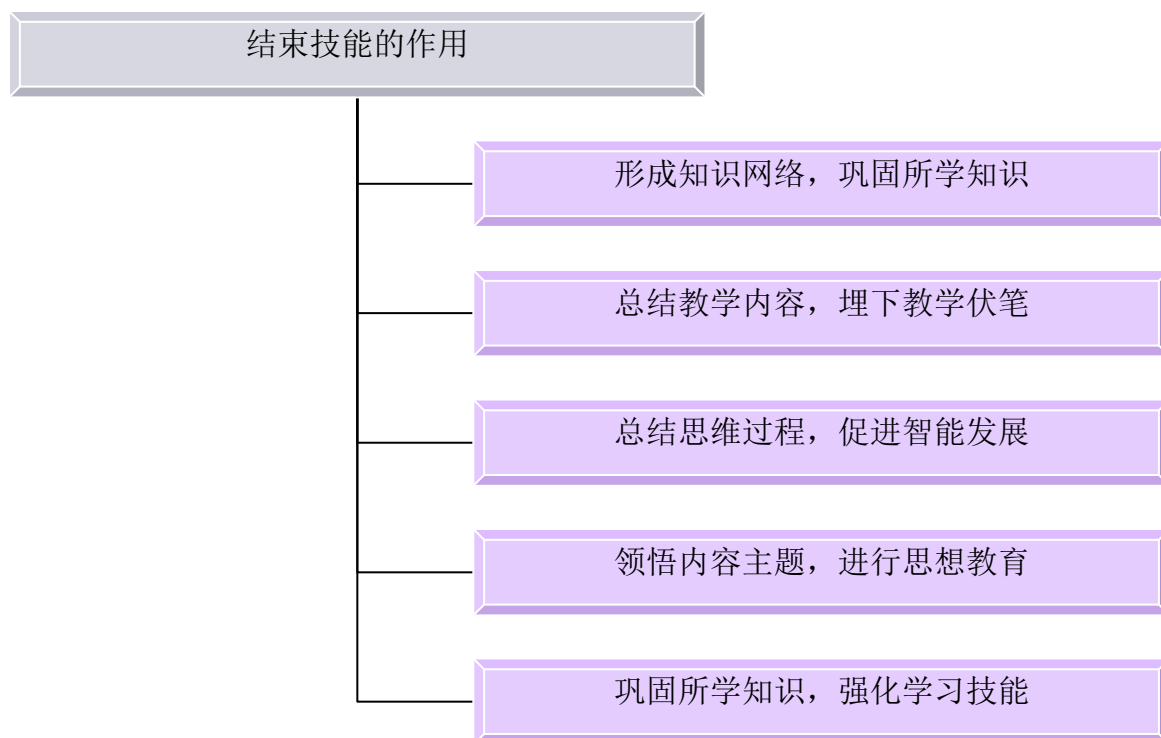 结束技能的作用
形成知识网络，巩固所学知识
总结教学内容，埋下教学伏笔
总结思维过程，促进智能发展
领悟内容主题，进行思想教育
巩固所学知识，强化学习技能